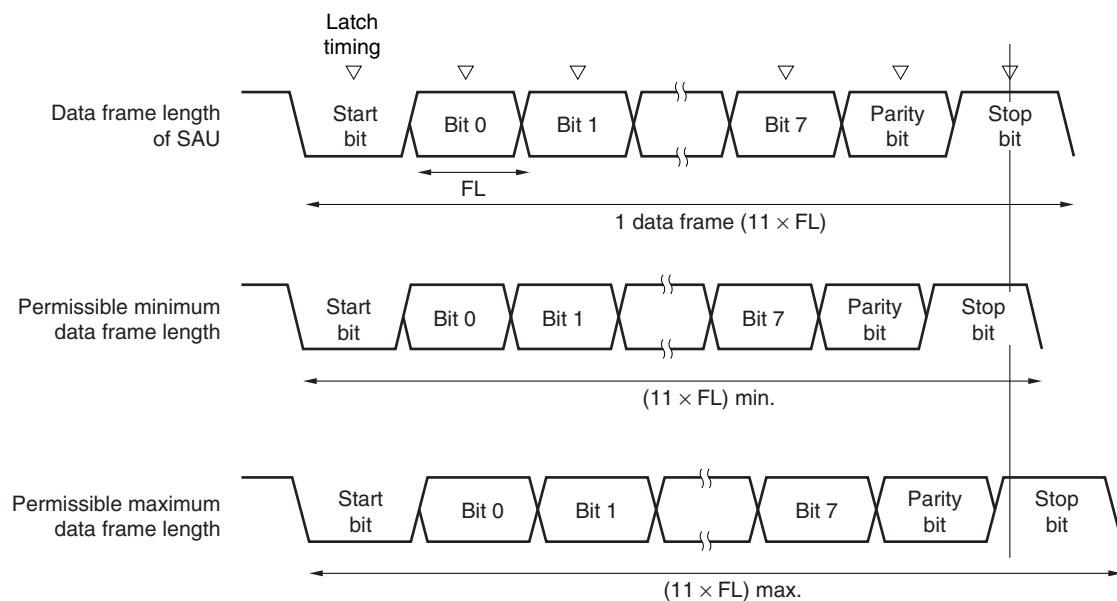 Latch
timing
Data frame length
of SAU
Start
bit
Bit 0
Bit 1
Bit 7
Parity
bit
Stop
bit
FL
1 data frame (11 × FL)
Permissible minimum
data frame length
Start
bit
Bit 0
Bit 1
Bit 7
Parity
bit
Stop
bit
(11 × FL) min.
Permissible maximum
data frame length
Start
bit
Bit 0
Bit 1
Bit 7
Parity
bit
Stop
bit
(11 × FL) max.